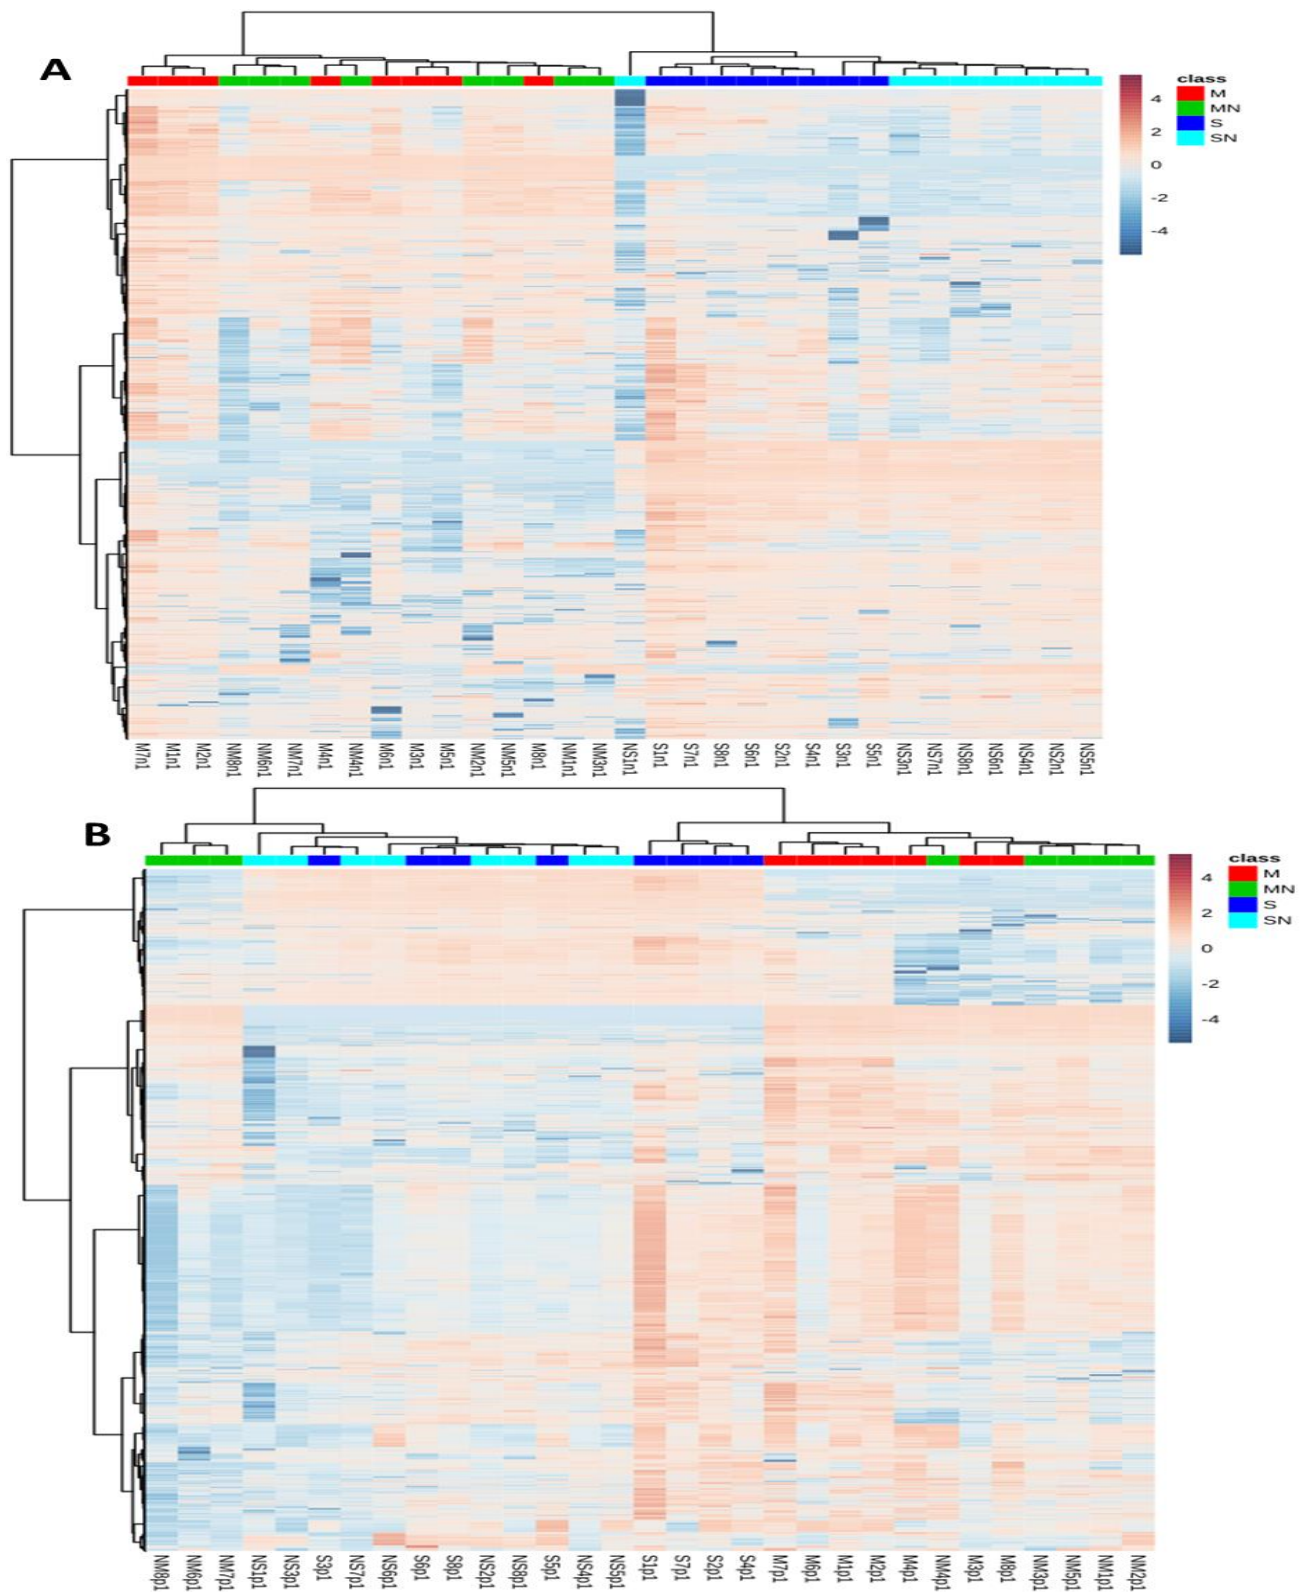 A
class
M
MN
S
SN
4
2
0
-2
-4
M7n1 M1n1 M2n1 NM8n1 NM6n1 NM7n1 M4n1 NM4n1 M6n1 M3n1 M5n1 NM2n1 NM5n1 M8n1 NM1n1 NM3n1 NS1n1 S1n1 S7n1 S8n1 S6n1 S2n1 S4n1 S3n1 S5n1 NS3n1 NS7n1 NS8n1 NS6n1 NS4n1 NS2n1 NS5n1
B
class
M
MN
S
SN
4
2
0
-2
-4
NM8p1 NM6p1 NM7p1 NS1p1 NS3p1 S3p1 NS7p1 NS6p1 S6p1 S8p1 NS2p1 NS8p1 S5p1 NS4p1 NS5p1 S1p1 S7p1 S2p1 S4p1 M7p1 M6p1 M1p1 M2p1 M4p1 NM4p1 M3p1 M8p1 NM3p1 NM5p1 NM1p1 NM2p1